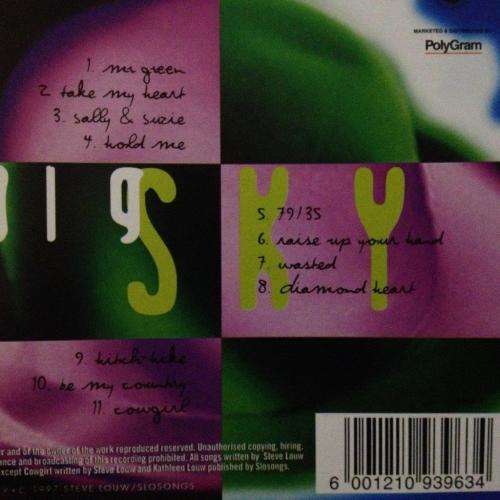 MARKETED & DISTRIBUTED BY
PolyGram
1. mr green
2. take my heart
3. sally & suzie
4. hold me
big SKY
5. 79/35
6. raise up your hand
7. wasted
8. diamond heart
9. hitch-hike
10. be my country
11. cowgirl
er and of the owner of the work reproduced reserved. Unauthorised copying, hiring,
ance and broadcasting of this recording prohibited. All songs written by Steve Louw
except Cowgirl written by Steve Louw and Kathleen Louw published by Slosongs.
1997 STEVE LOUW/SLOSONGS
6 001210 939634